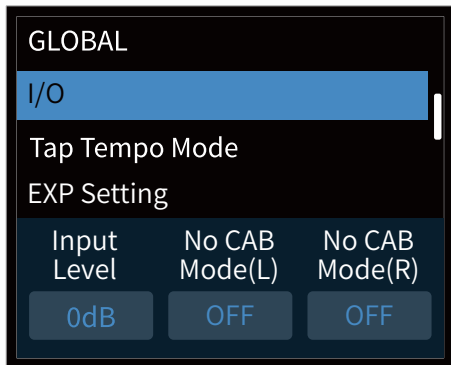 GLOBAL
I/O
Tap Tempo Mode
EXP Setting
Input Level
No CAB Mode(L)
No CAB Mode(R)
0dB
OFF
OFF